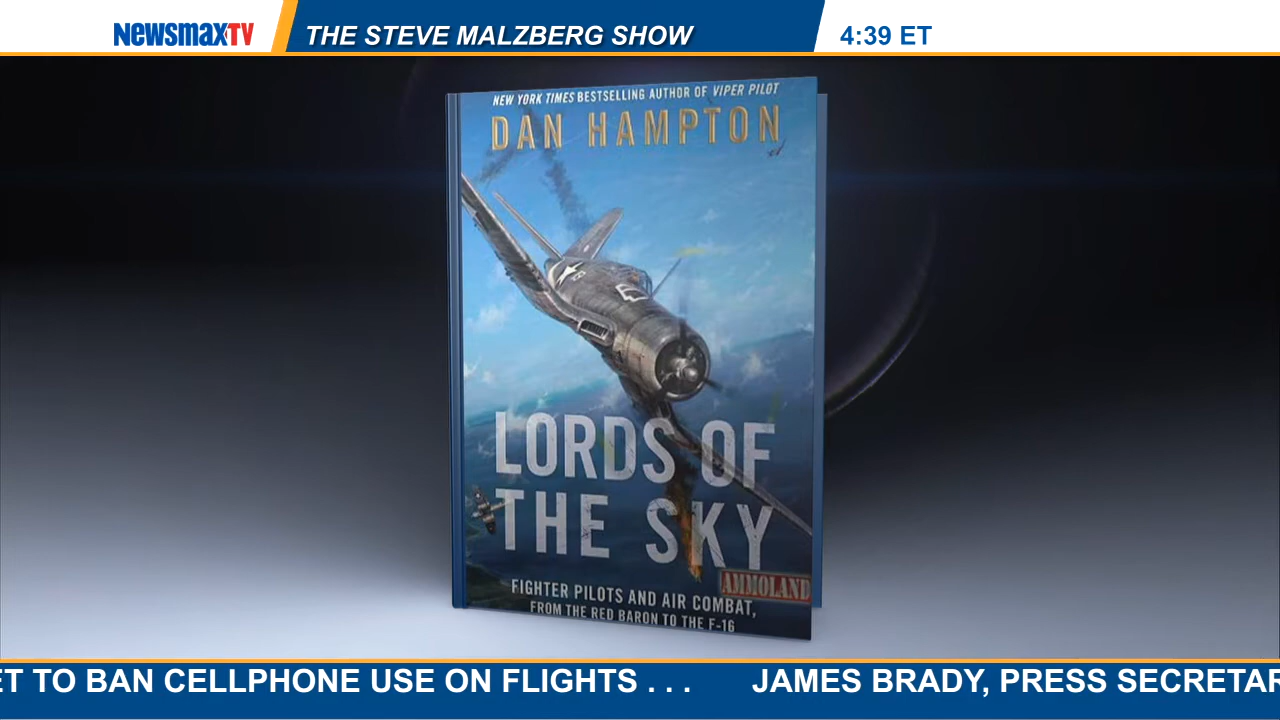 NEWSMAXTV
THE STEVE MALZBERG SHOW
4:39 ET
NEW YORK TIMES BESTSELLING AUTHOR OF VIPER PILOT
DAN HAMPTON
LORDS OF
THE SKY
AMMOLAND
FIGHTER PILOTS AND AIR COMBAT,
FROM THE RED BARON TO THE F-16
ET TO BAN CELLPHONE USE ON FLIGHTS . . . JAMES BRADY, PRESS SECRETAR